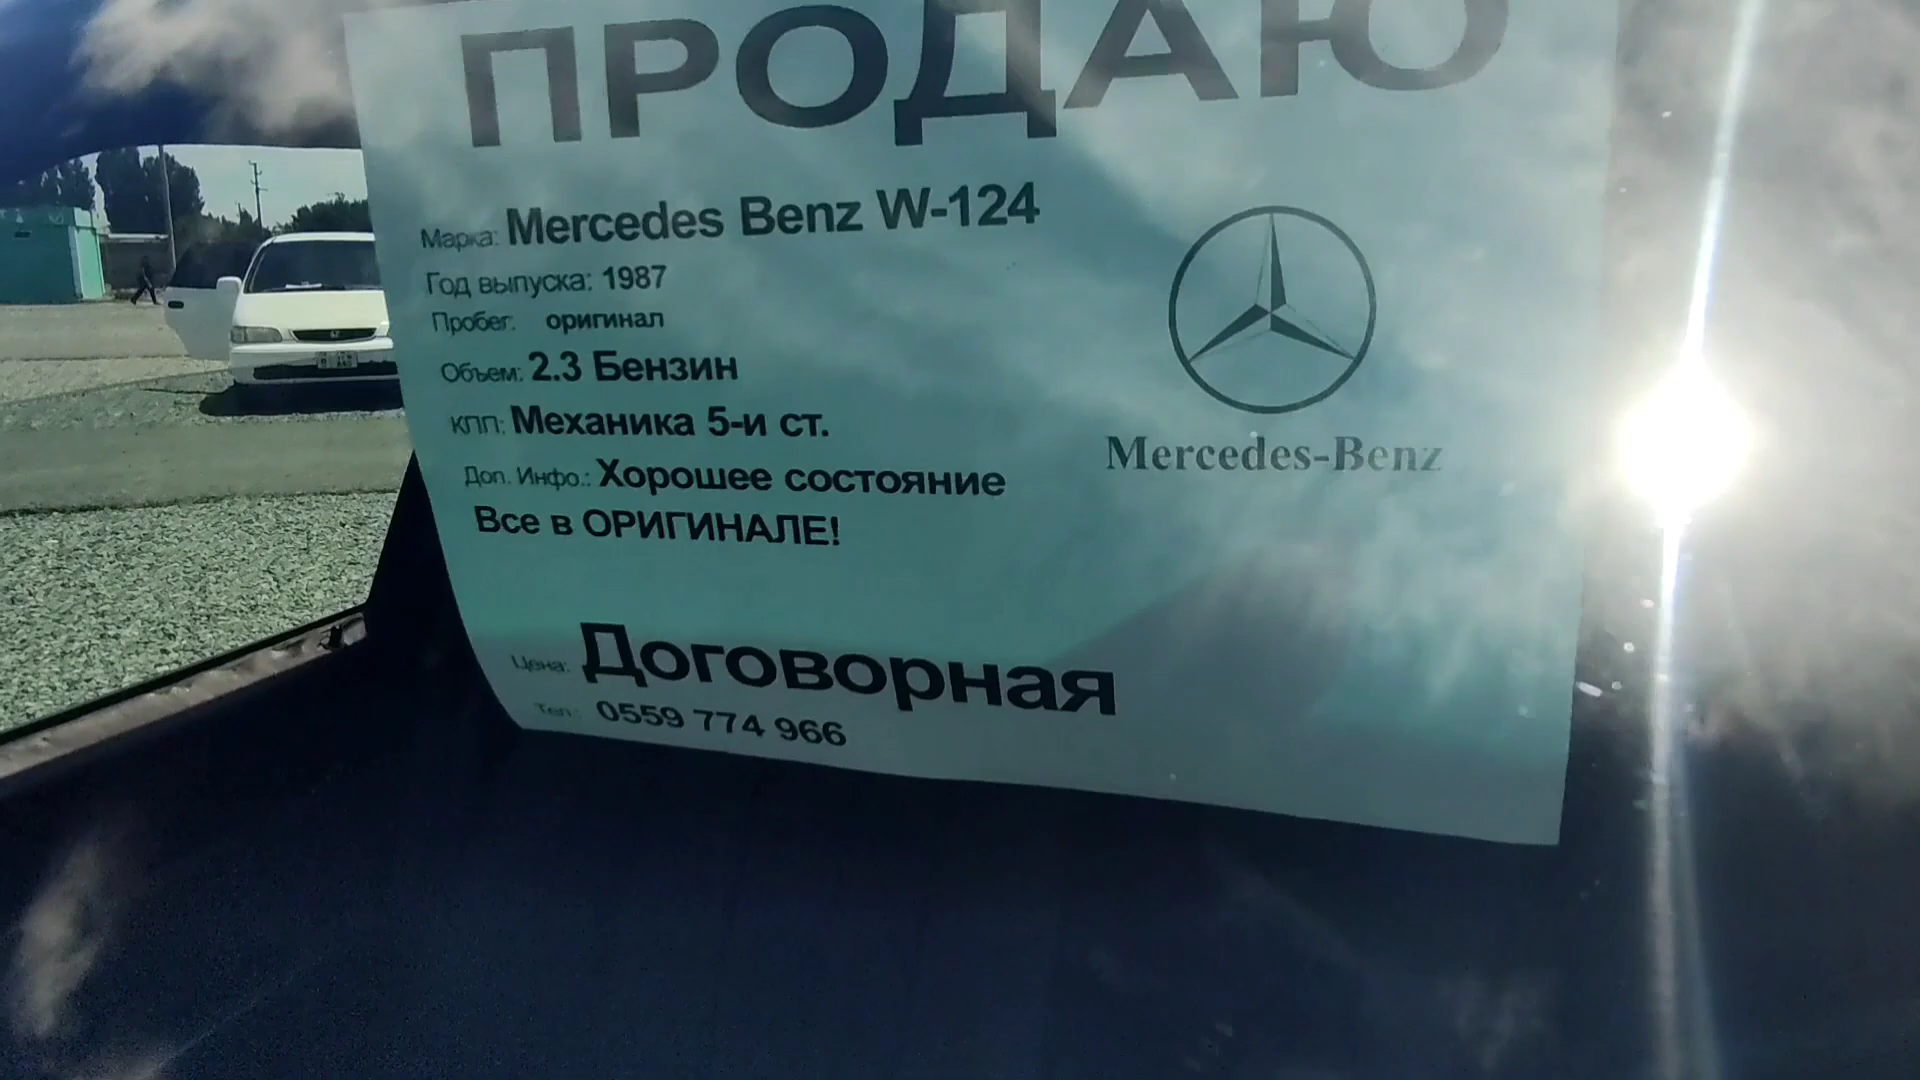 ПРОДАЮ
Марка: Mercedes Benz W-124
Год выпуска: 1987
Пробег: оригинал
Объем: 2.3 Бензин
КПП: Механика 5-и ст.
Доп. Инфо.: Хорошее состояние
Все в ОРИГИНАЛЕ!
Mercedes-Benz
Цена: Договорная
Тел.: 0559 774 966